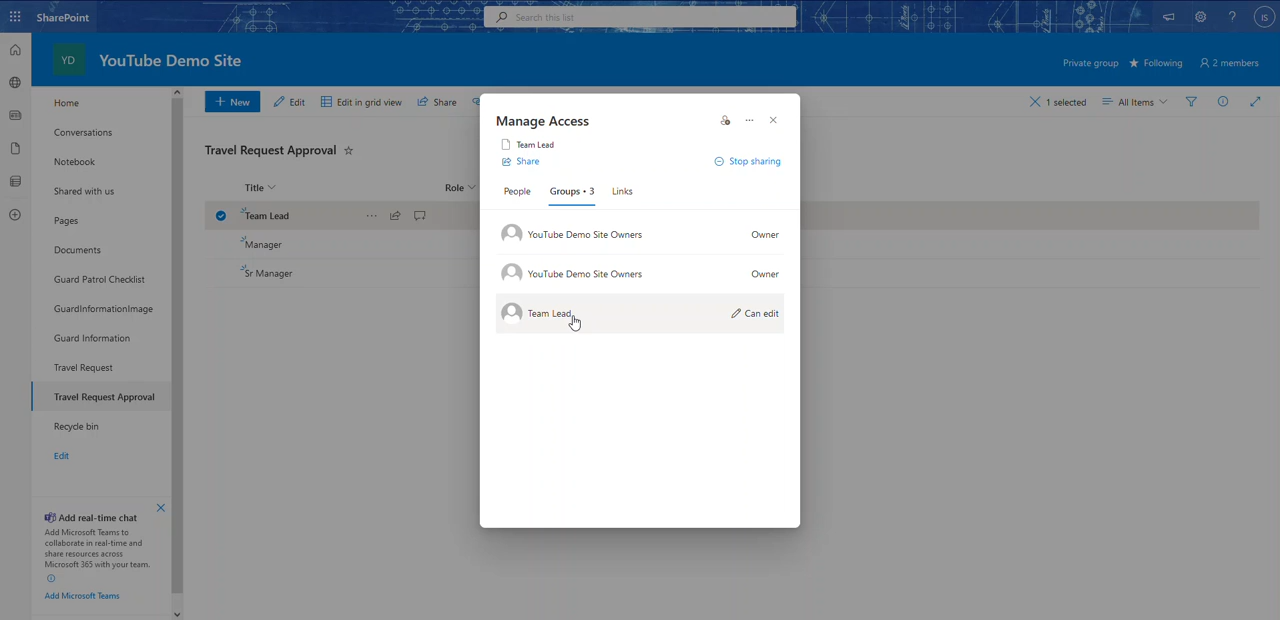 SharePoint
Search this list
IS
YD
YouTube Demo Site
Private group
Following
2 members
Home
Conversations
Notebook
Shared with us
Pages
Documents
Guard Patrol Checklist
GuardInformationImage
Guard Information
Travel Request
Travel Request Approval
Recycle bin
Edit
Add real-time chat
Add Microsoft Teams to
collaborate in real-time and
share resources across
Microsoft 365 with your team.
Add Microsoft Teams
+ New
Edit
Edit in grid view
Share
1 selected
All Items
Travel Request Approval
Title
Role
Team Lead
Manager
Sr Manager
Manage Access
Team Lead
Share
Stop sharing
People
Groups • 3
Links
YouTube Demo Site Owners
Owner
YouTube Demo Site Owners
Owner
Team Lead
Can edit